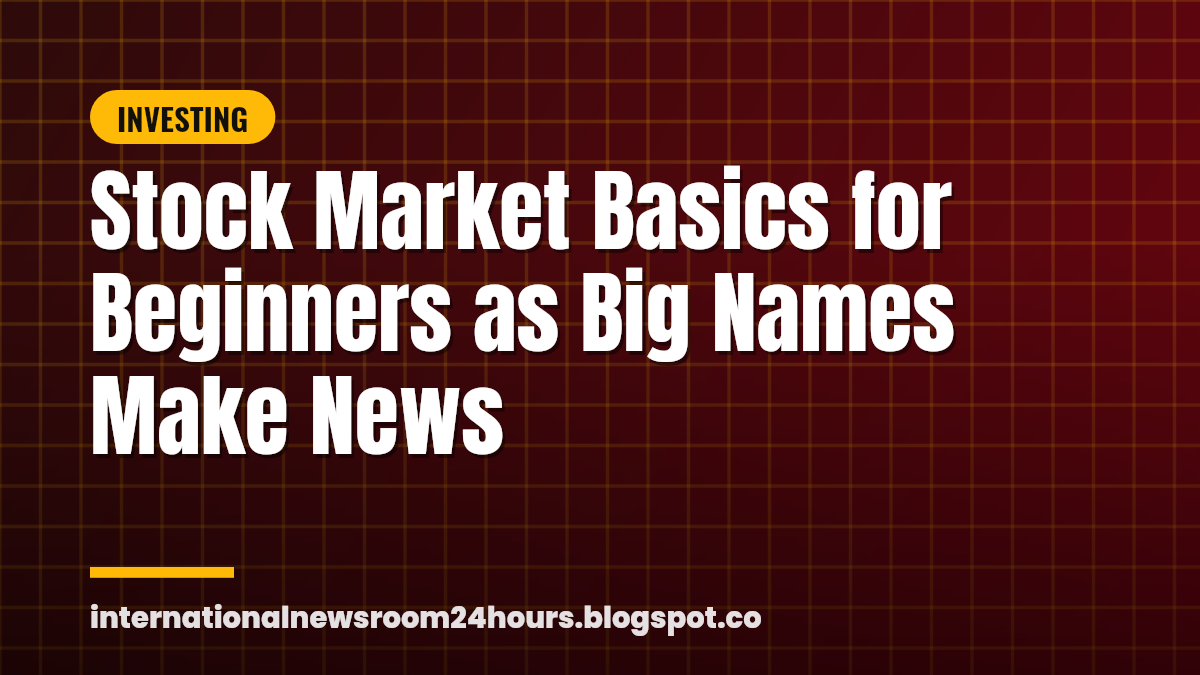 INVESTING
Stock Market Basics for
Beginners as Big Names
Make News
internationalnewsroom24hours.blogspot.co